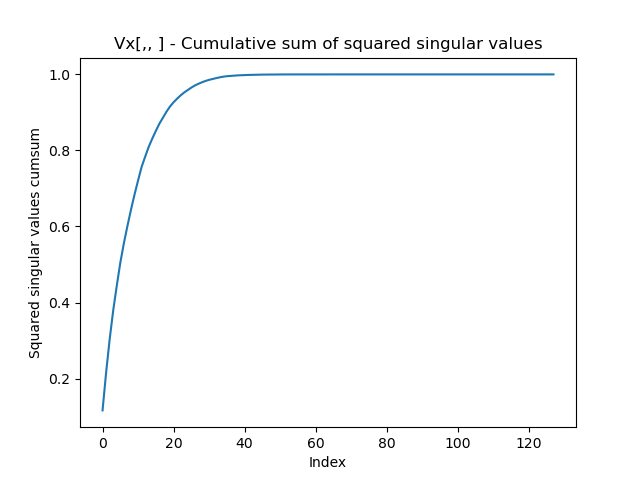 Vx[,, ] - Cumulative sum of squared singular values
Squared singular values cumsum
1.0
0.8
0.6
0.4
0.2
0 20 40 60 80 100 120
Index